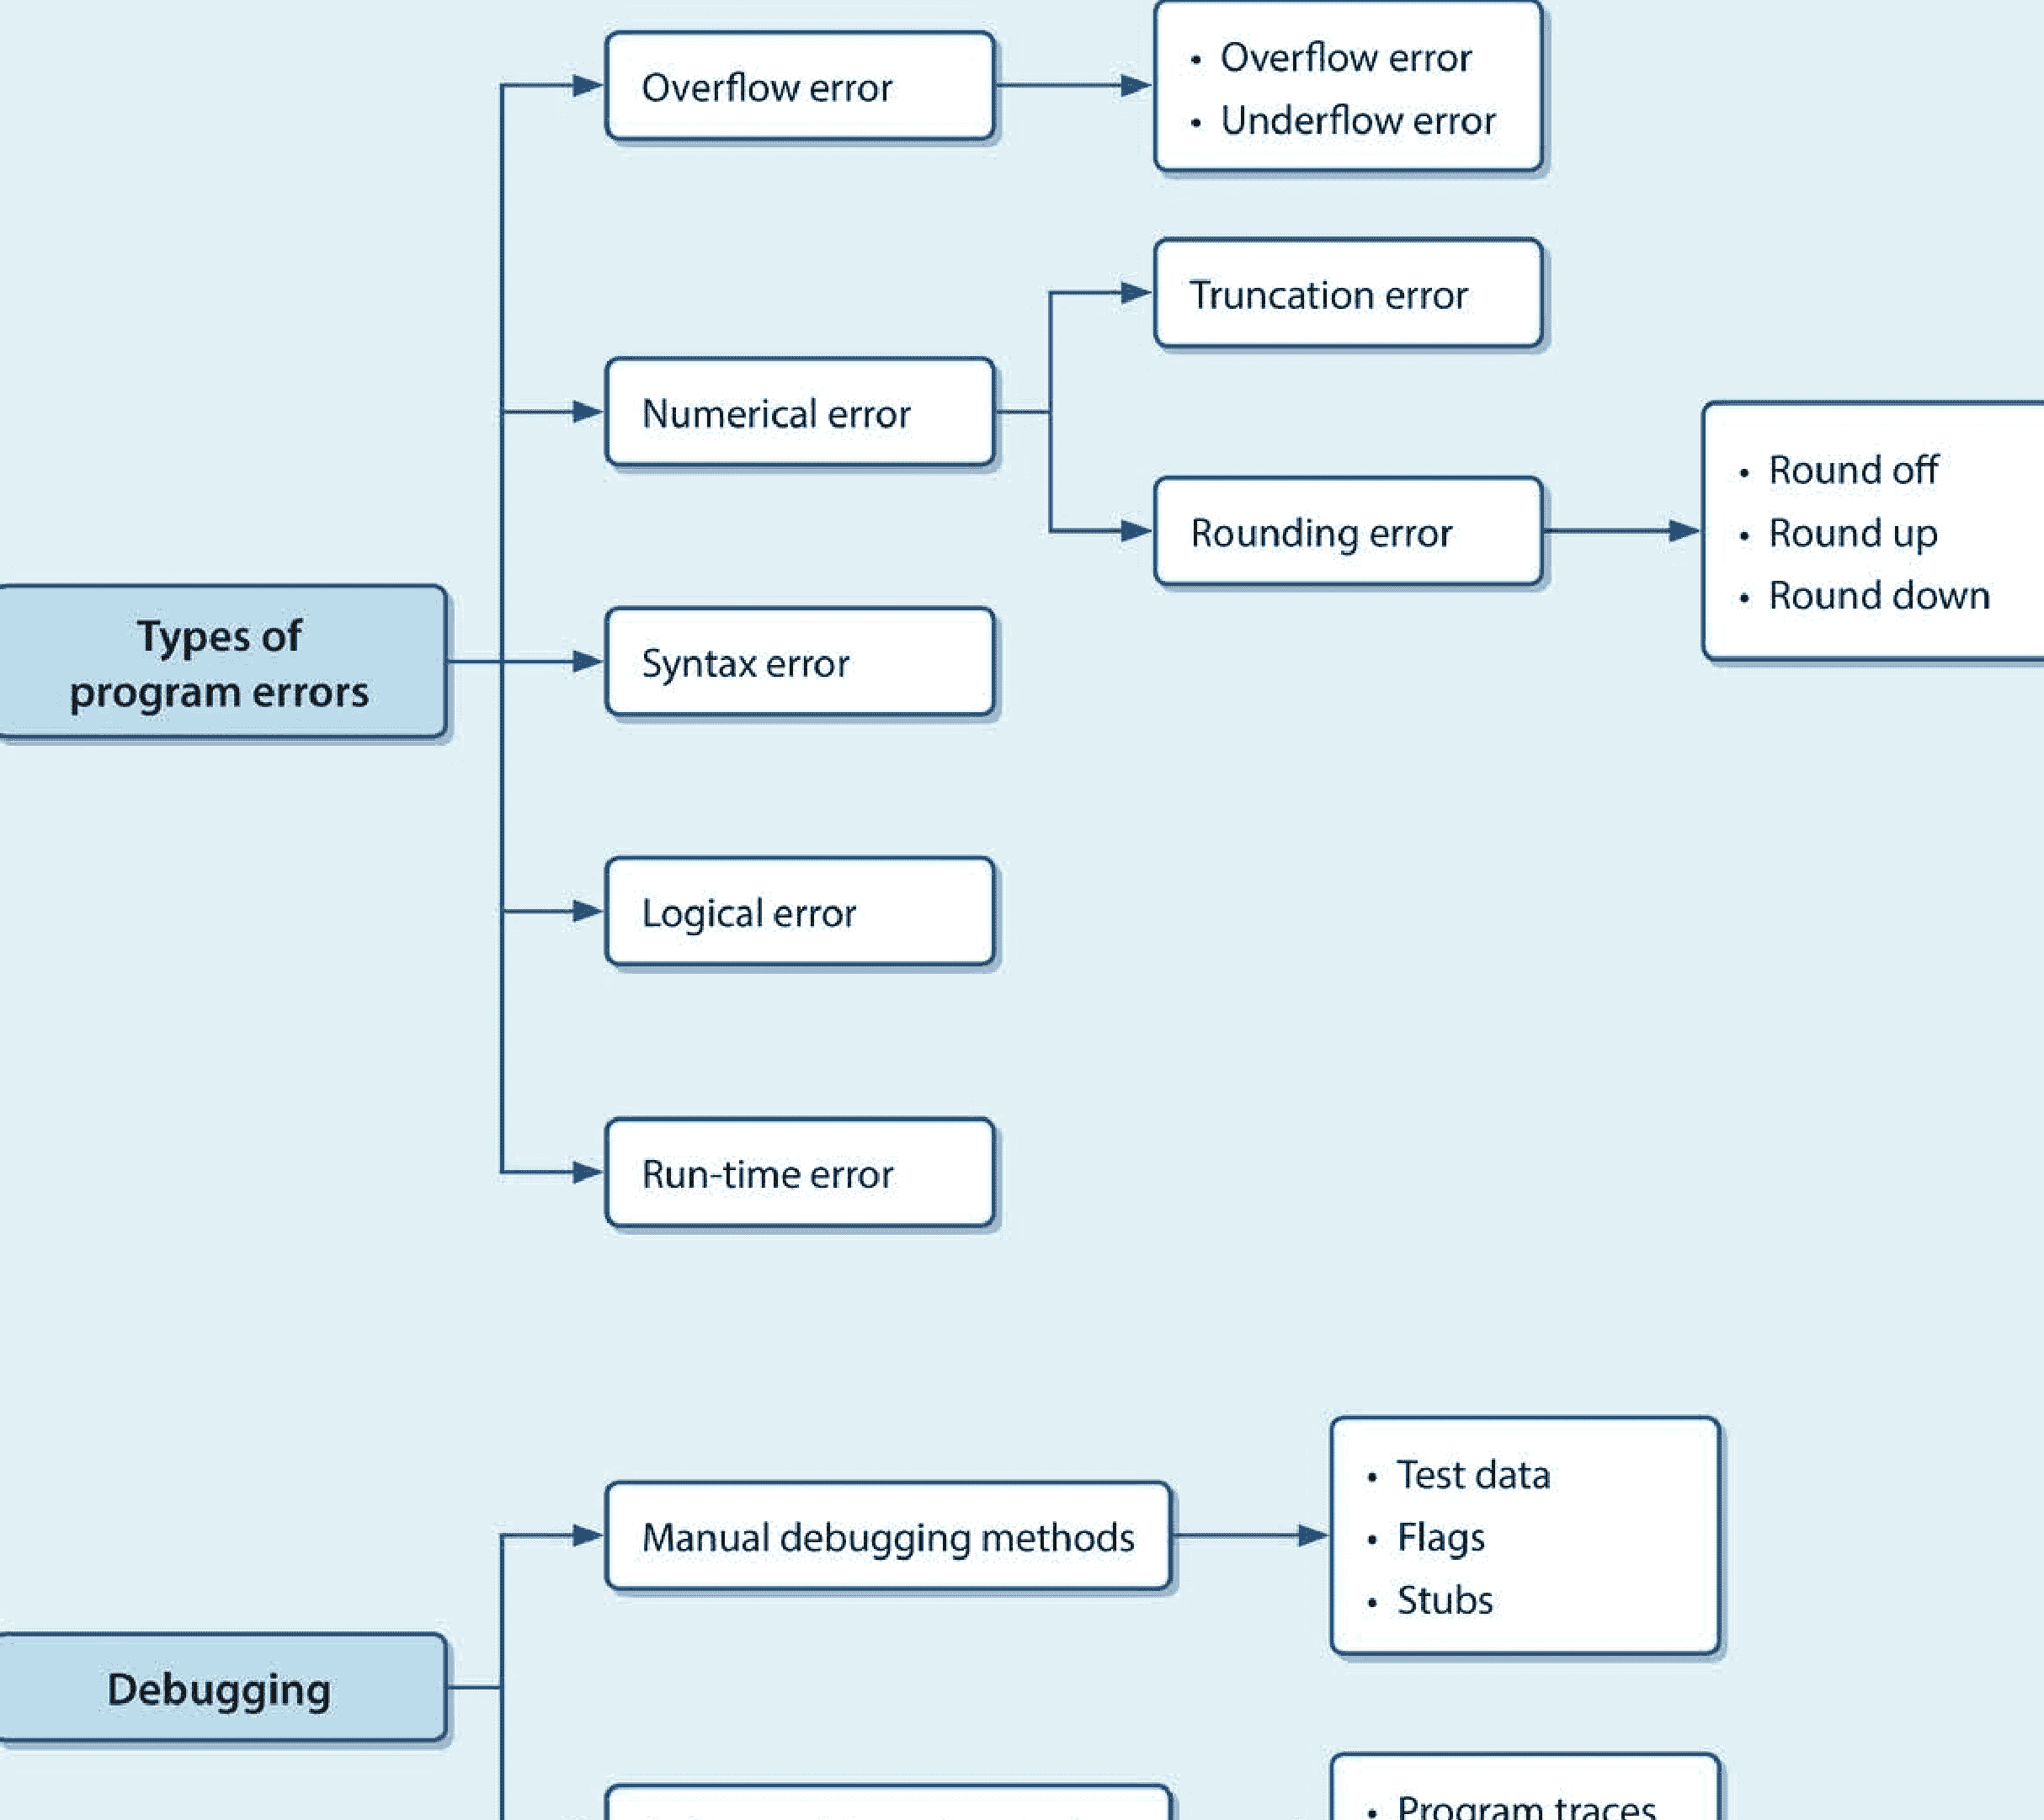 Overflow error
• Overflow error
• Underflow error
Truncation error
Numerical error
Rounding error
• Round off
• Round up
• Round down
Types of
program errors
Syntax error
Logical error
Run-time error
Manual debugging methods
• Test data
• Flags
• Stubs
Debugging
• Program traces